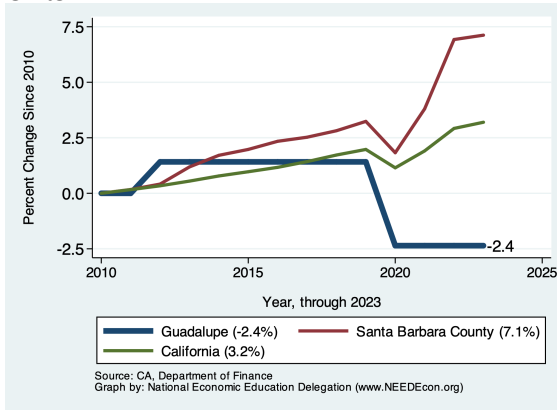 7.5
5.0
2.5
0.0
-2.5
Percent Change Since 2010
-2.4
2010
2015
2020
2025
Year, through 2023
Guadalupe (-2.4%)
Santa Barbara County (7.1%)
California (3.2%)
Source: CA, Department of Finance
Graph by: National Economic Education Delegation (www.NEEDEcon.org)